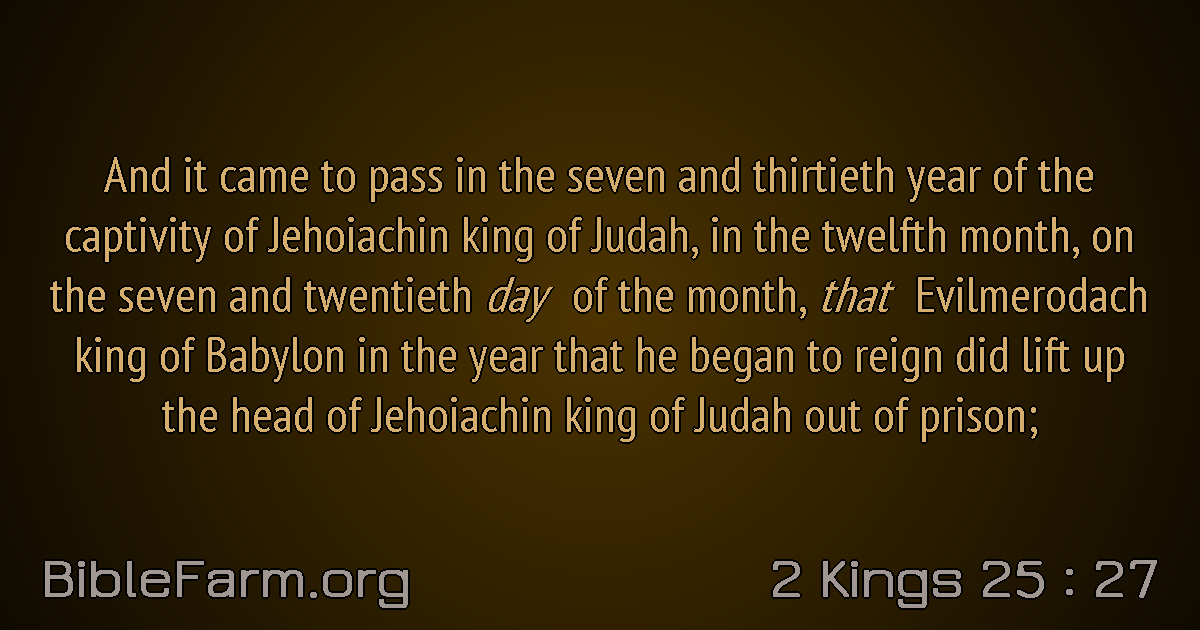 And it came to pass in the seven and thirtieth year of the
captivity of Jehoiachin king of Judah, in the twelfth month, on
the seven and twentieth day of the month, that Evilmerodach
king of Babylon in the year that he began to reign did lift up
the head of Jehoiachin king of Judah out of prison;
BibleFarm.org
2 Kings 25 : 27